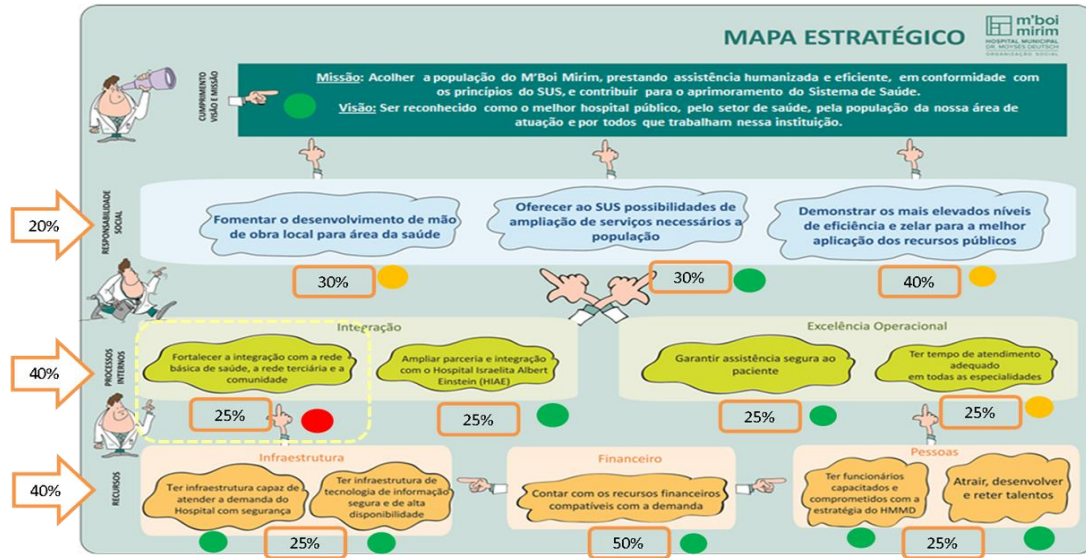 MAPA ESTRATÉGICO
m'boi
mirim
HOSPITAL MUNICIPAL
DR. MOYSÉS DEUTSCH
ORGANIZAÇÃO SOCIAL
CUMPRIMENTO
VISÃO E MISSÃO
Missão: Acolher a população do M'Boi Mirim, prestando assistência humanizada e eficiente, em conformidade com
os princípios do SUS, e contribuir para o aprimoramento do Sistema de Saúde.
Visão: Ser reconhecido como o melhor hospital público, pelo setor de saúde, pela população da nossa área de
atuação e por todos que trabalham nessa instituição.
20%
RESPONSABILIDADE
SOCIAL
Fomentar o desenvolvimento de mão
de obra local para área da saúde
30%
Oferecer ao SUS possibilidades de
ampliação de serviços necessários a
população
30%
Demonstrar os mais elevados níveis
de eficiência e zelar para a melhor
aplicação dos recursos públicos
40%
40%
PROCESSOS
INTERNOS
Integração
Fortalecer a integração com a rede
básica de saúde, a rede terciária e a
comunidade
25%
Ampliar parceria e integração
com o Hospital Israelita Albert
Einstein (HIAE)
25%
Excelência Operacional
Garantir assistência segura ao
paciente
25%
Ter tempo de atendimento
adequado
em todas as especialidades
25%
40%
RECURSOS
Infraestrutura
Ter infraestrutura capaz de
atender a demanda do
Hospital com segurança
Ter infraestrutura de
tecnologia de informação
segura e de alta
disponibilidade
25%
Financeiro
Contar com os recursos financeiros
compatíveis com a demanda
50%
Pessoas
Ter funcionários
capacitados e
comprometidos com a
estratégia do HMMD
Atrair, desenvolver
e reter talentos
25%